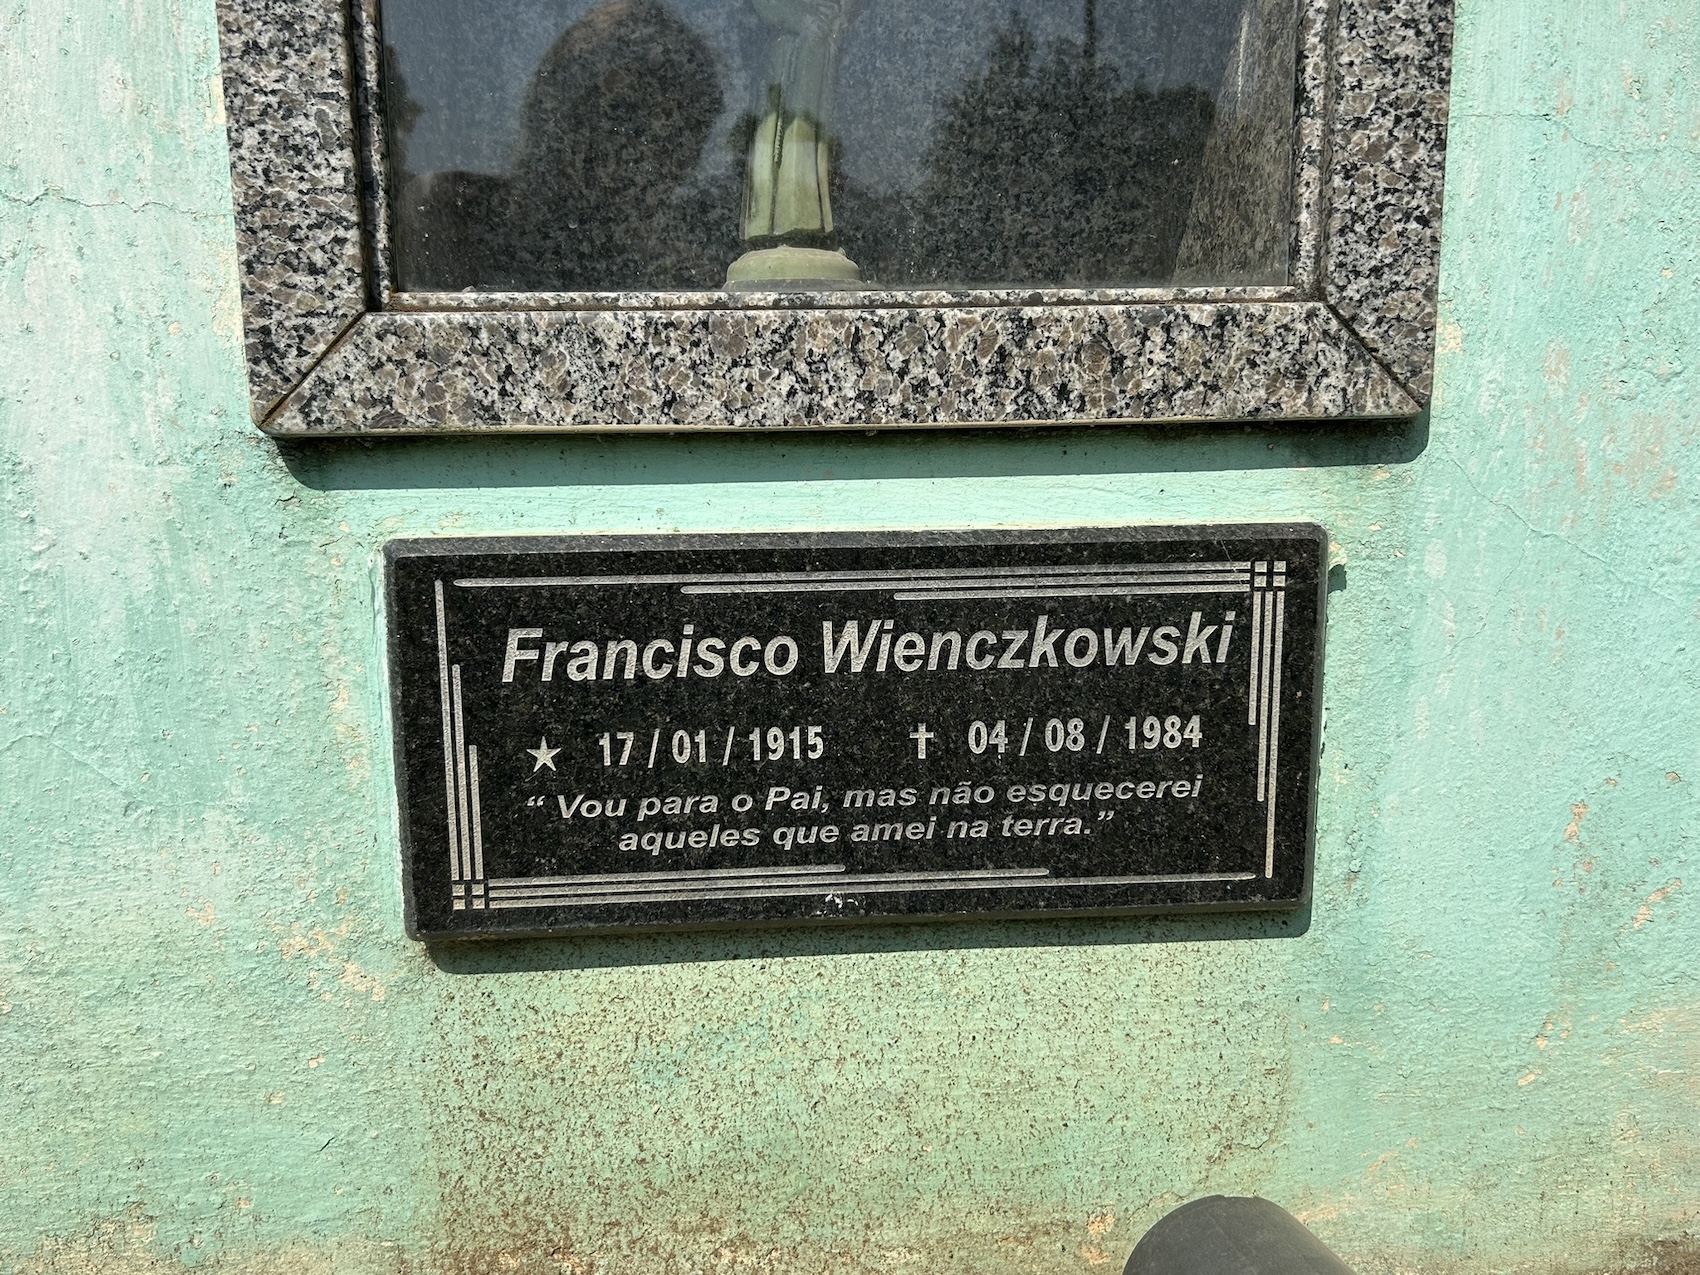 Francisco Wienczkowski
★ 17 / 01 / 1915 ✝ 04 / 08 / 1984
“ Vou para o Pai, mas não esquecerei
aqueles que amei na terra.”